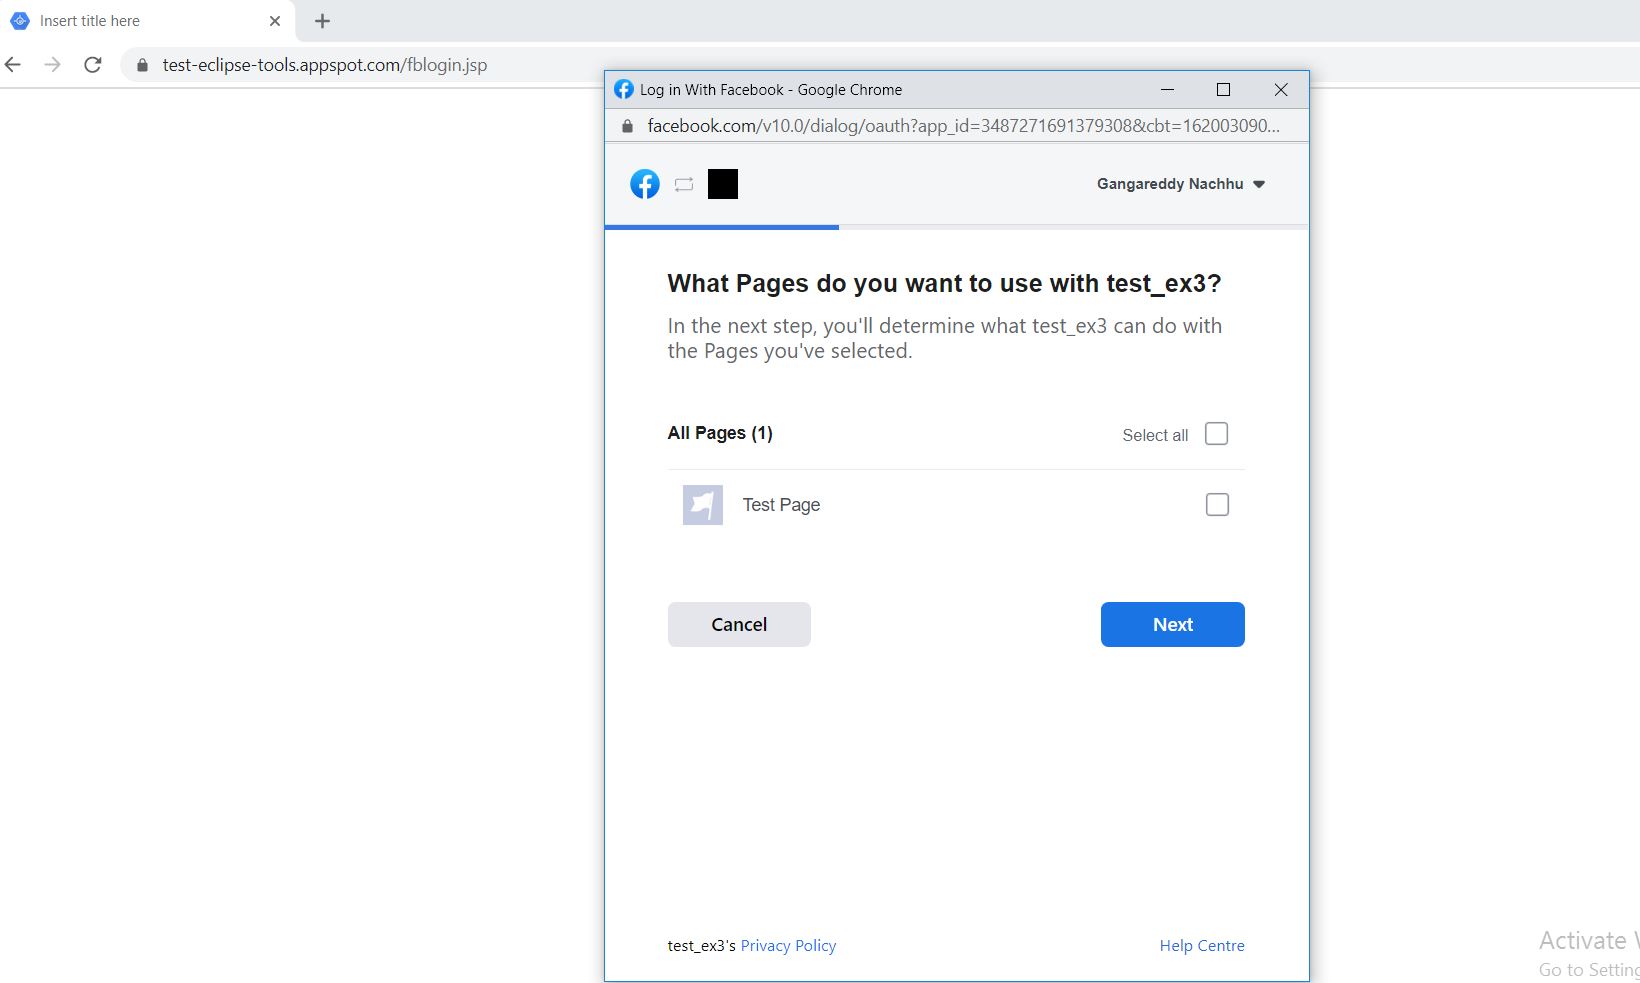 Insert title here
test-eclipse-tools.appspot.com/fblogin.jsp
Log in With Facebook - Google Chrome
facebook.com/v10.0/dialog/oauth?app_id=3487271691379308&cbt=162003090...
Gangareddy Nachhu
What Pages do you want to use with test_ex3?
In the next step, you'll determine what test_ex3 can do with
the Pages you've selected.
All Pages (1)
Select all
Test Page
Cancel
Next
test_ex3's Privacy Policy
Help Centre
Activate
Go to Setting